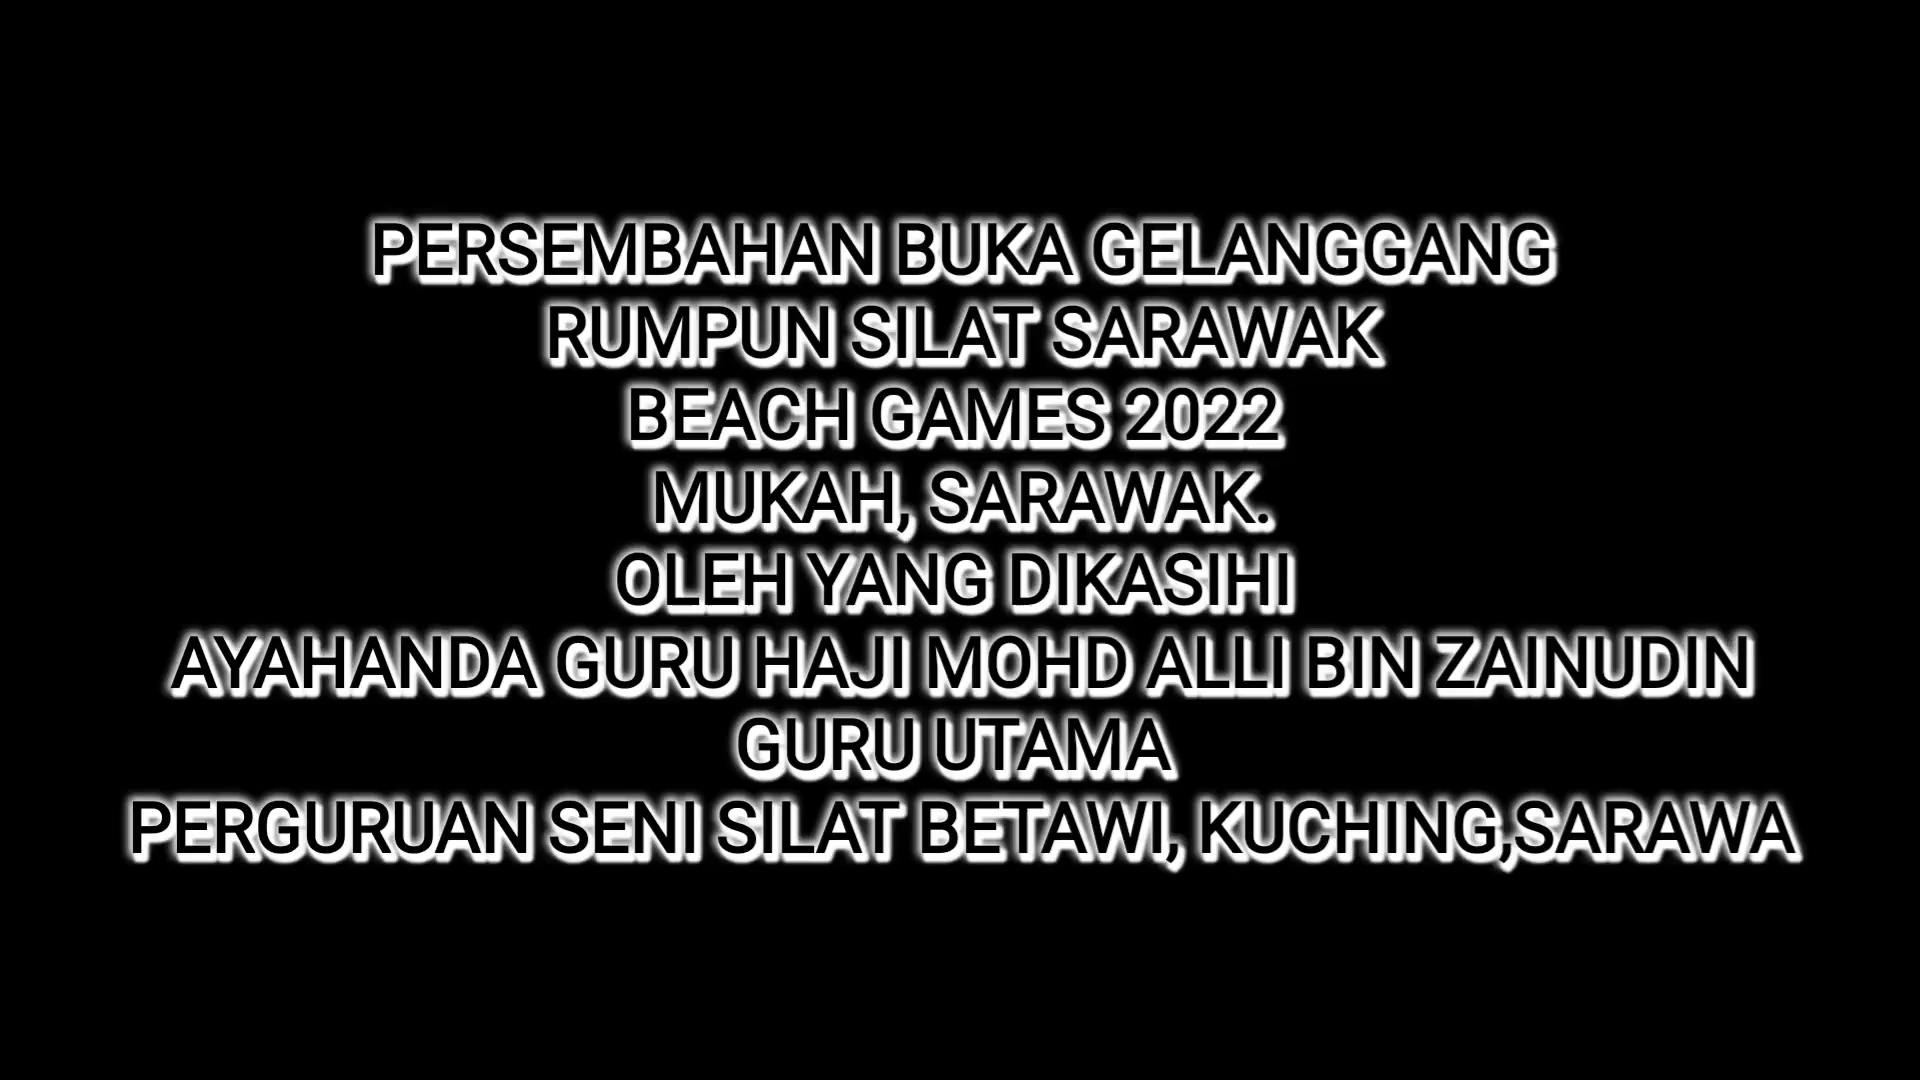 PERSEMBAHAN BUKA GELANGGANG
RUMPUN SILAT SARAWAK
BEACH GAMES 2022
MUKAH, SARAWAK.
OLEH YANG DIKASIHI
AYAHANDA GURU HAJI MOHD ALLI BIN ZAINUDIN
GURU UTAMA
PERGURUAN SENI SILAT BETAWI, KUCHING,SARAWA